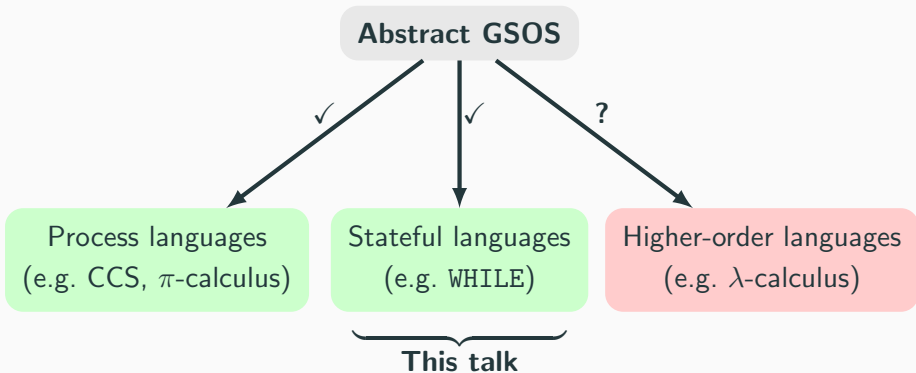 Abstract GSOS
✓ ✓ ?
Process languages
(e.g. CCS, π-calculus)
Stateful languages
(e.g. WHILE)
Higher-order languages
(e.g. λ-calculus)
This talk